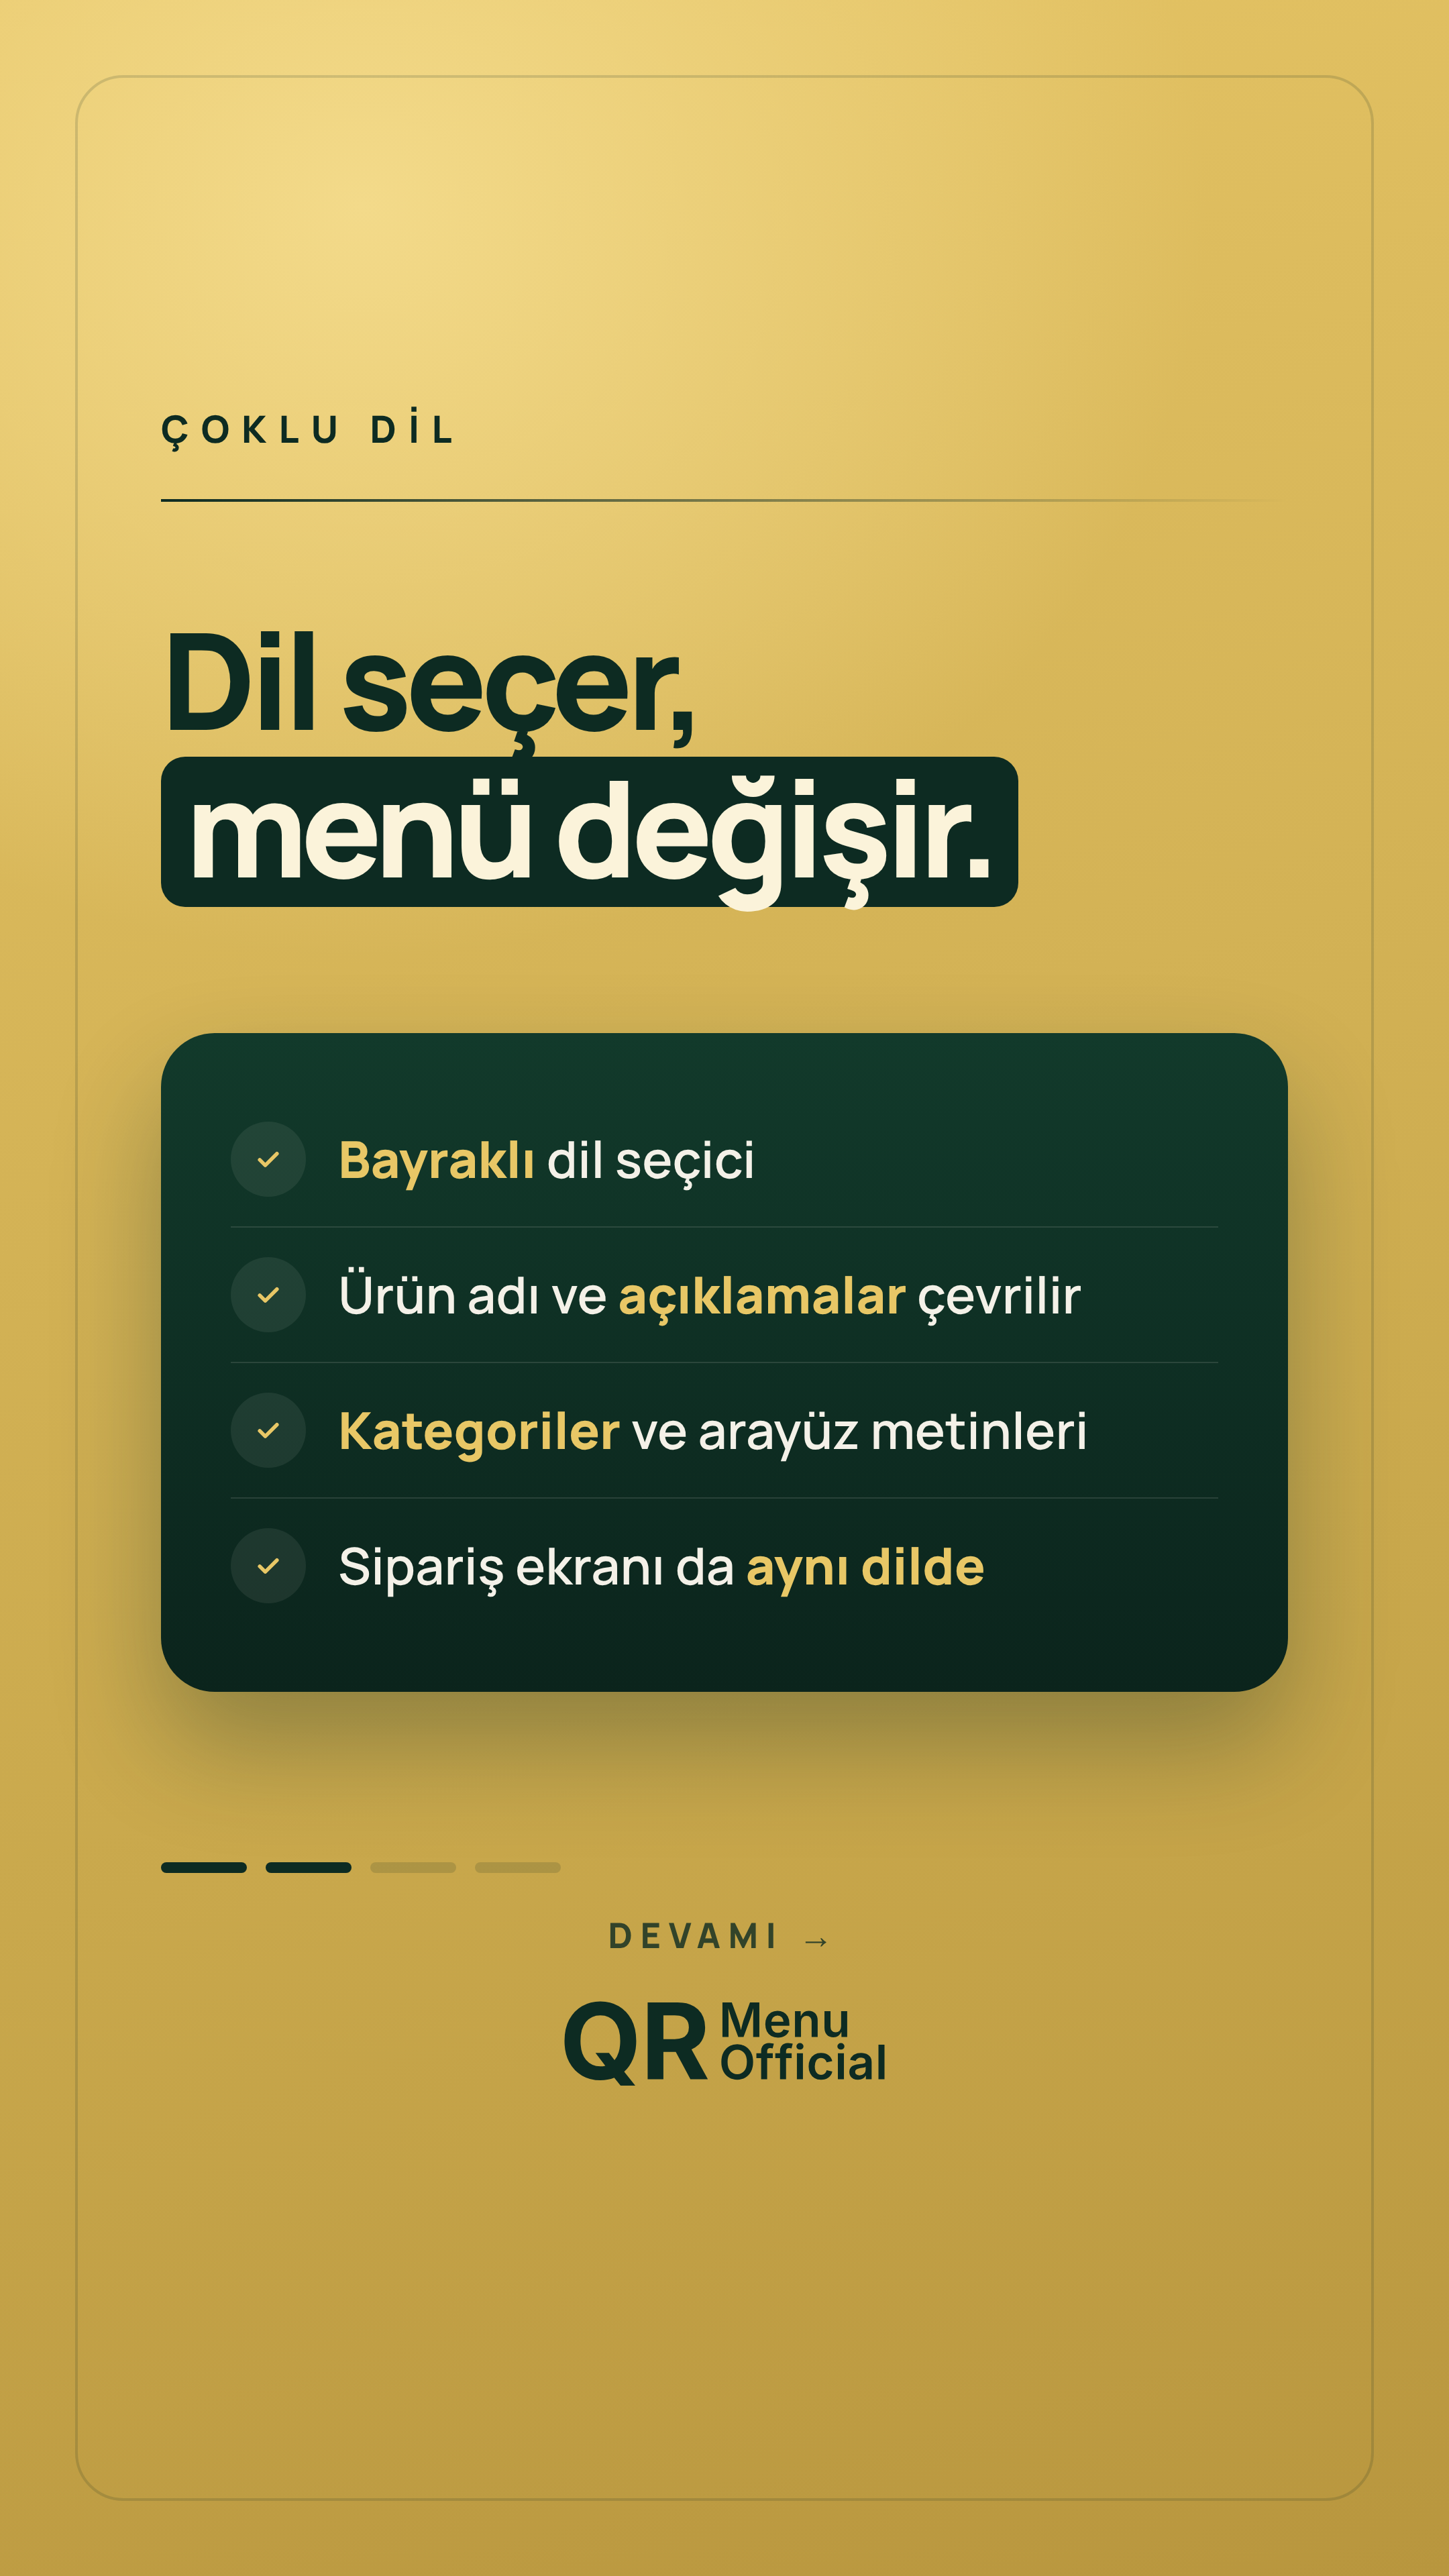 ÇOKLU DİL
Dil seçer,
menü değişir.
Bayraklı dil seçici
Ürün adı ve açıklamalar çevrilir
Kategoriler ve arayüz metinleri
Sipariş ekranı da aynı dilde
DEVAMI →
QR Menu
Official